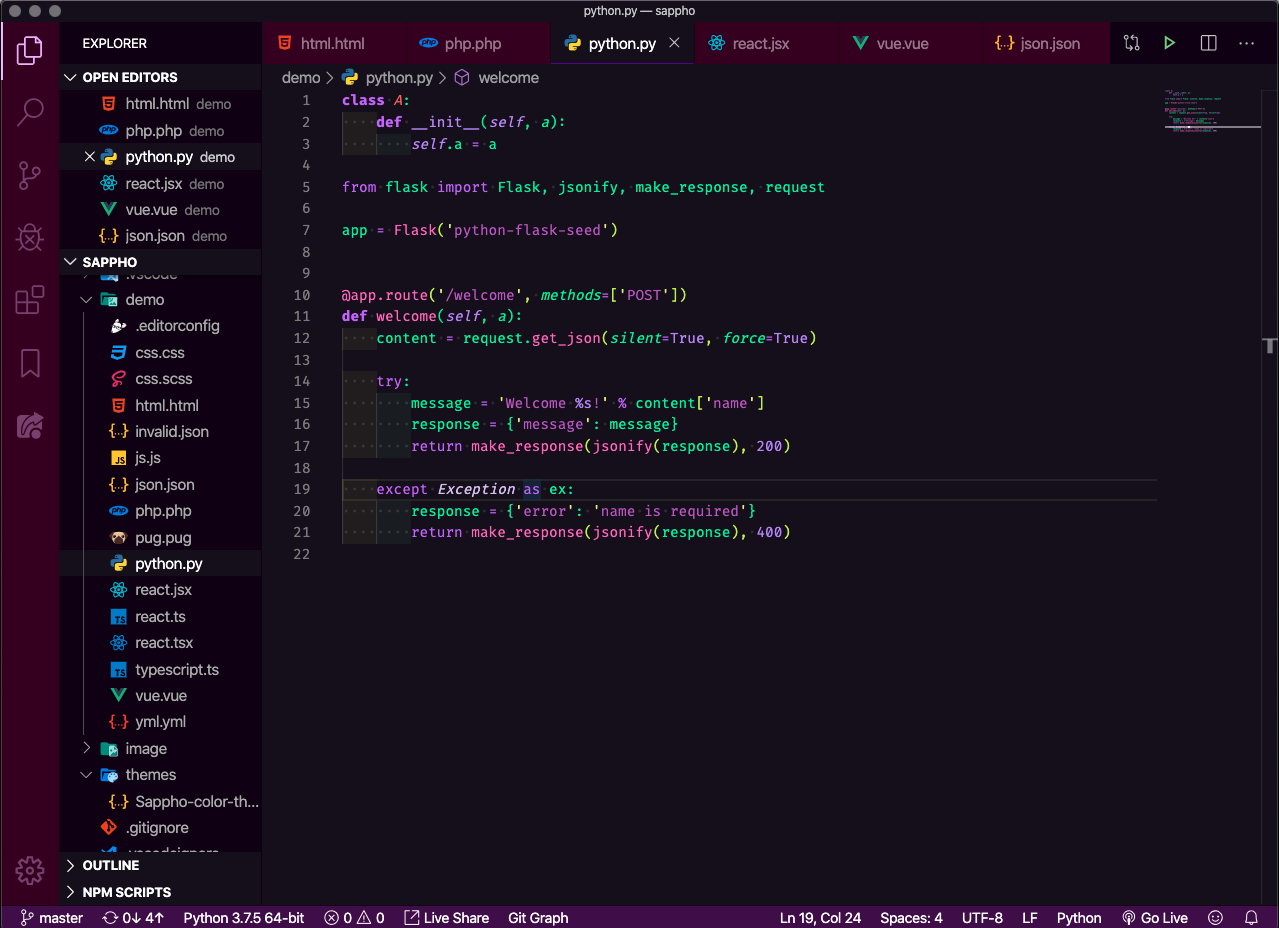 python.py — sappho
EXPLORER
OPEN EDITORS
html.html demo
php.php demo
python.py demo
react.jsx demo
vue.vue demo
{..} json.json demo
SAPPHO
.vscode
demo
.editorconfig
css.css
css.scss
html.html
{..} invalid.json
js.js
{..} json.json
php.php
pug.pug
python.py
react.jsx
react.ts
react.tsx
typescript.ts
vue.vue
{..} yml.yml
image
themes
{..} Sappho-color-th...
.gitignore
.vscodeignore
OUTLINE
NPM SCRIPTS
html.html php.php python.py react.jsx vue.vue {..} json.json
demo > python.py > welcome
1 class A:
2     def __init__(self, a):
3         self.a = a
4
5 from flask import Flask, jsonify, make_response, request
6
7 app = Flask('python-flask-seed')
8
9
10 @app.route('/welcome', methods=['POST'])
11 def welcome(self, a):
12     content = request.get_json(silent=True, force=True)
13
14     try:
15         message = 'Welcome %s!' % content['name']
16         response = {'message': message}
17         return make_response(jsonify(response), 200)
18
19     except Exception as ex:
20         response = {'error': 'name is required'}
21         return make_response(jsonify(response), 400)
22
master 0↓ 4↑ Python 3.7.5 64-bit 0 0 Live Share Git Graph Ln 19, Col 24 Spaces: 4 UTF-8 LF Python Go Live